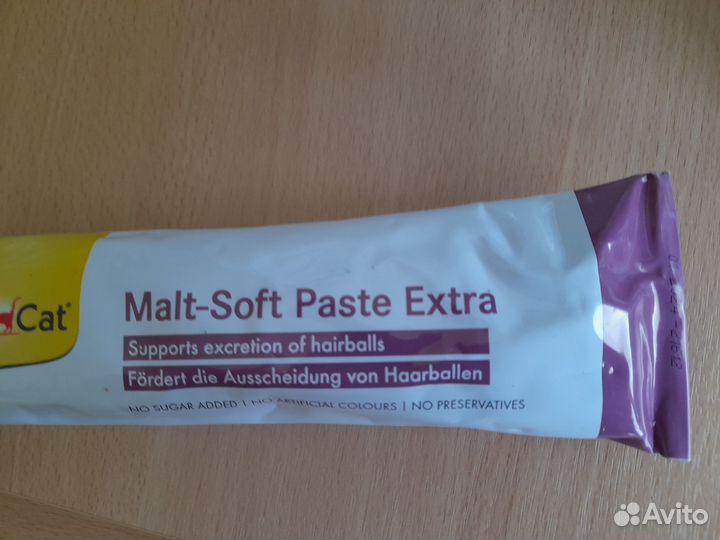 Cat®
Malt-Soft Paste Extra
Supports excretion of hairballs
Fördert die Ausscheidung von Haarballen
NO SUGAR ADDED | NO ARTIFICIAL COLOURS | NO PRESERVATIVES
Avito